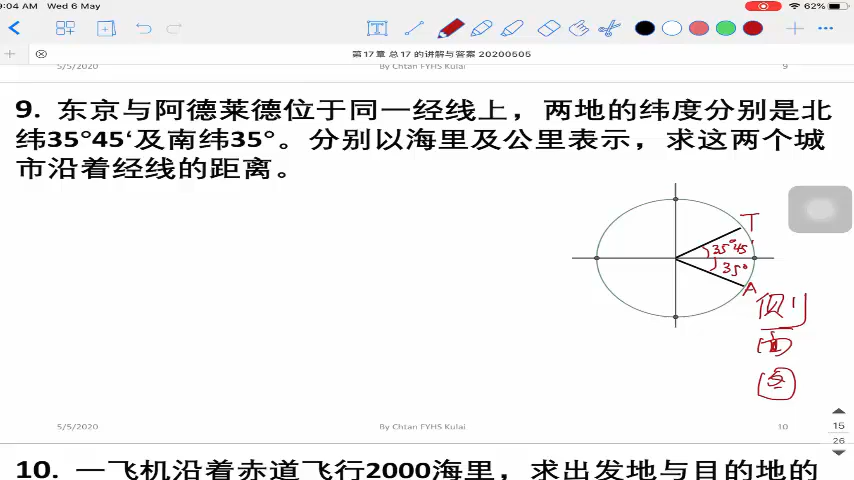 9:04 AM Wed 6 May
62%
第17章 总17 的讲解与答案 20200505
5/5/2020 By Chtan FYHS Kulai 9
9. 东京与阿德莱德位于同一经线上，两地的纬度分别是北
纬35°45‘及南纬35°。分别以海里及公里表示，求这两个城
市沿着经线的距离。
T
35°45'
35°
A
侧
面
图
5/5/2020 By Chtan FYHS Kulai 10
15
26
10. 一飞机沿着赤道飞行2000海里，求出发地与目的地的